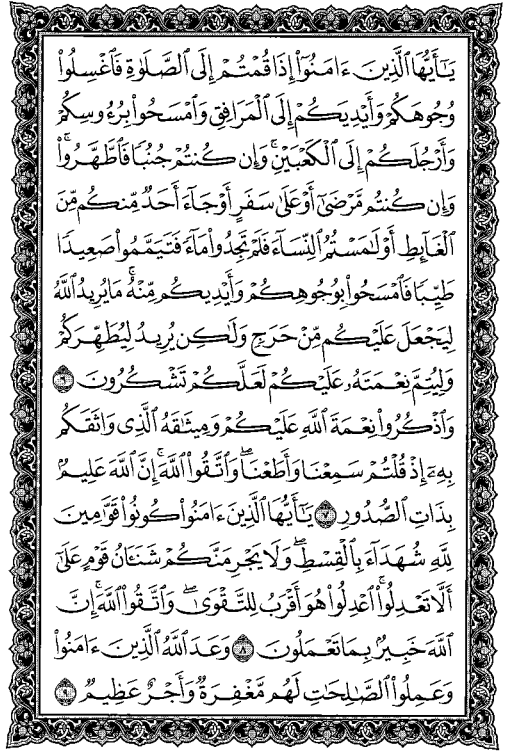 يَـٰٓأَيُّهَا ٱلَّذِينَ ءَامَنُوٓا۟ إِذَا قُمْتُمْ إِلَى ٱلصَّلَوٰةِ فَٱغْسِلُوا۟
وُجُوهَكُمْ وَأَيْدِيَكُمْ إِلَى ٱلْمَرَافِقِ وَٱمْسَحُوا۟ بِرُءُوسِكُمْ
وَأَرْجُلَكُمْ إِلَى ٱلْكَعْبَيْنِ ۚ وَإِن كُنتُمْ جُنُبًا فَٱطَّهَّرُوا۟ ۚ
وَإِن كُنتُم مَّرْضَىٰٓ أَوْ عَلَىٰ سَفَرٍ أَوْ جَآءَ أَحَدٌ مِّنكُم مِّنَ
ٱلْغَآئِطِ أَوْ لَـٰمَسْتُمُ ٱلنِّسَآءَ فَلَمْ تَجِدُوا۟ مَآءً فَتَيَمَّمُوا۟ صَعِيدًا
طَيِّبًا فَٱمْسَحُوا۟ بِوُجُوهِكُمْ وَأَيْدِيكُم مِّنْهُ ۚ مَا يُرِيدُ ٱللَّهُ
لِيَجْعَلَ عَلَيْكُم مِّنْ حَرَجٍ وَلَـٰكِن يُرِيدُ لِيُطَهِّرَكُمْ
وَلِيُتِمَّ نِعْمَتَهُۥ عَلَيْكُمْ لَعَلَّكُمْ تَشْكُرُونَ ٦
وَٱذْكُرُوا۟ نِعْمَةَ ٱللَّهِ عَلَيْكُمْ وَمِيثَـٰقَهُ ٱلَّذِى وَاثَقَكُم
بِهِۦٓ إِذْ قُلْتُمْ سَمِعْنَا وَأَطَعْنَا ۖ وَٱتَّقُوا۟ ٱللَّهَ ۚ إِنَّ ٱللَّهَ عَلِيمٌۢ
بِذَاتِ ٱلصُّدُورِ ٧ يَـٰٓأَيُّهَا ٱلَّذِينَ ءَامَنُوا۟ كُونُوا۟ قَوَّٰمِينَ
لِلَّهِ شُهَدَآءَ بِٱلْقِسْطِ ۖ وَلَا يَجْرِمَنَّكُمْ شَنَـَٔانُ قَوْمٍ عَلَىٰٓ
أَلَّا تَعْدِلُوا۟ ۚ ٱعْدِلُوا۟ هُوَ أَقْرَبُ لِلتَّقْوَىٰ ۖ وَٱتَّقُوا۟ ٱللَّهَ ۚ إِنَّ
ٱللَّهَ خَبِيرٌۢ بِمَا تَعْمَلُونَ ٨ وَعَدَ ٱللَّهُ ٱلَّذِينَ ءَامَنُوا۟
وَعَمِلُوا۟ ٱلصَّـٰلِحَـٰتِ ۙ لَهُم مَّغْفِرَةٌ وَأَجْرٌ عَظِيمٌ ٩